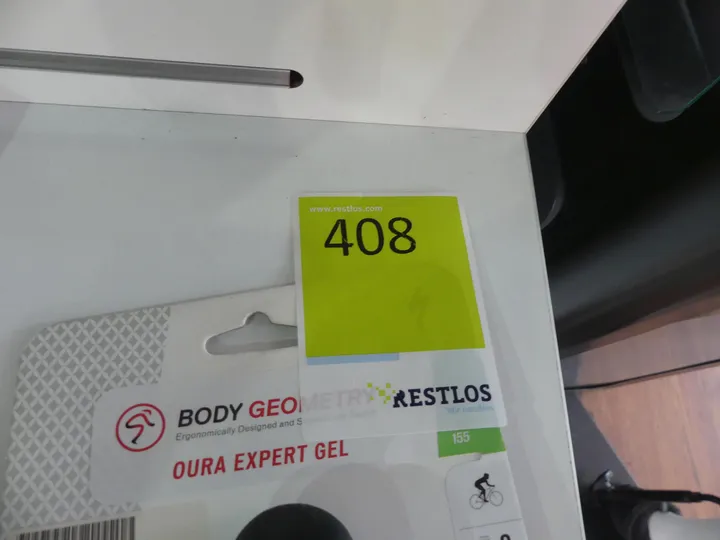 www.restlos.com
408
RESTLOS
BODY GEOMETRY
Ergonomically Designed and S
OURA EXPERT GEL
155